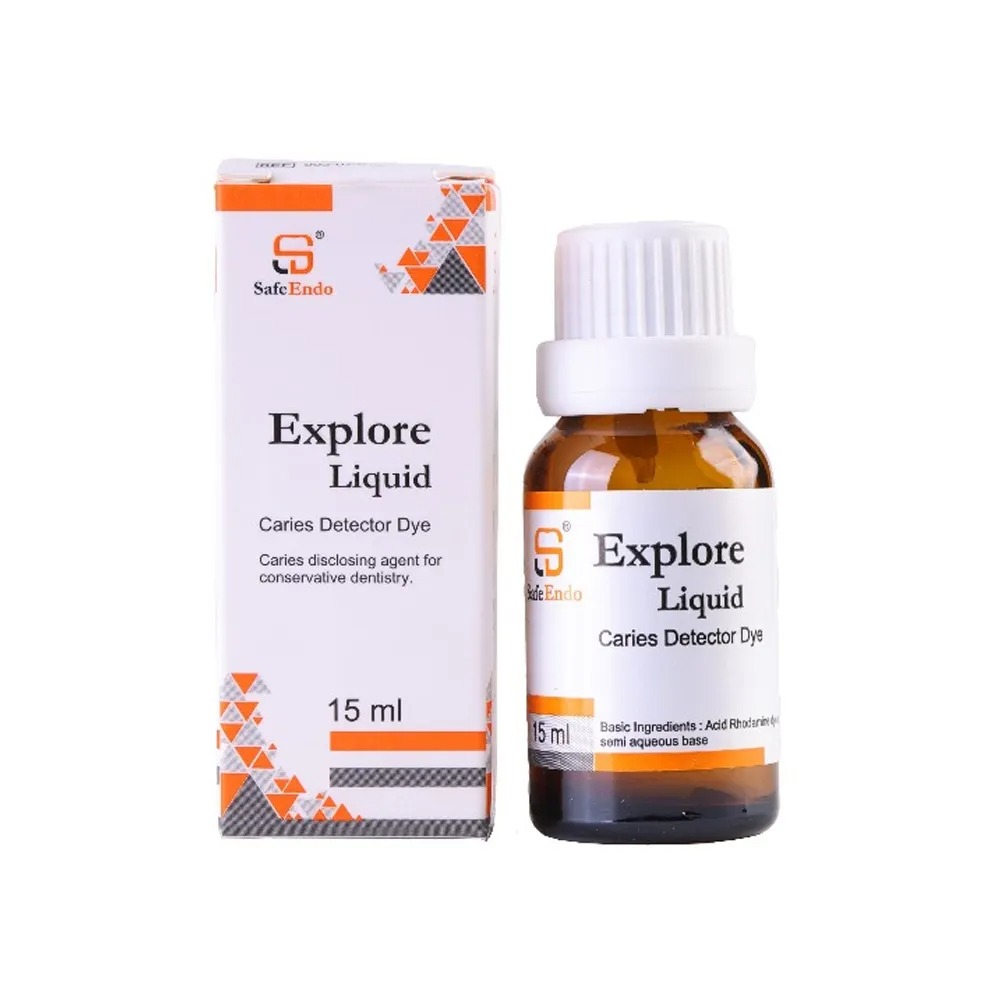 REF
®
SafeEndo
Explore
Liquid
Caries Detector Dye
Caries disclosing agent for
conservative dentistry.
15 ml
®
SafeEndo
Explore
Liquid
Caries Detector Dye
15 ml
Basic Ingredients : Acid Rhodamine
semi aqueous base